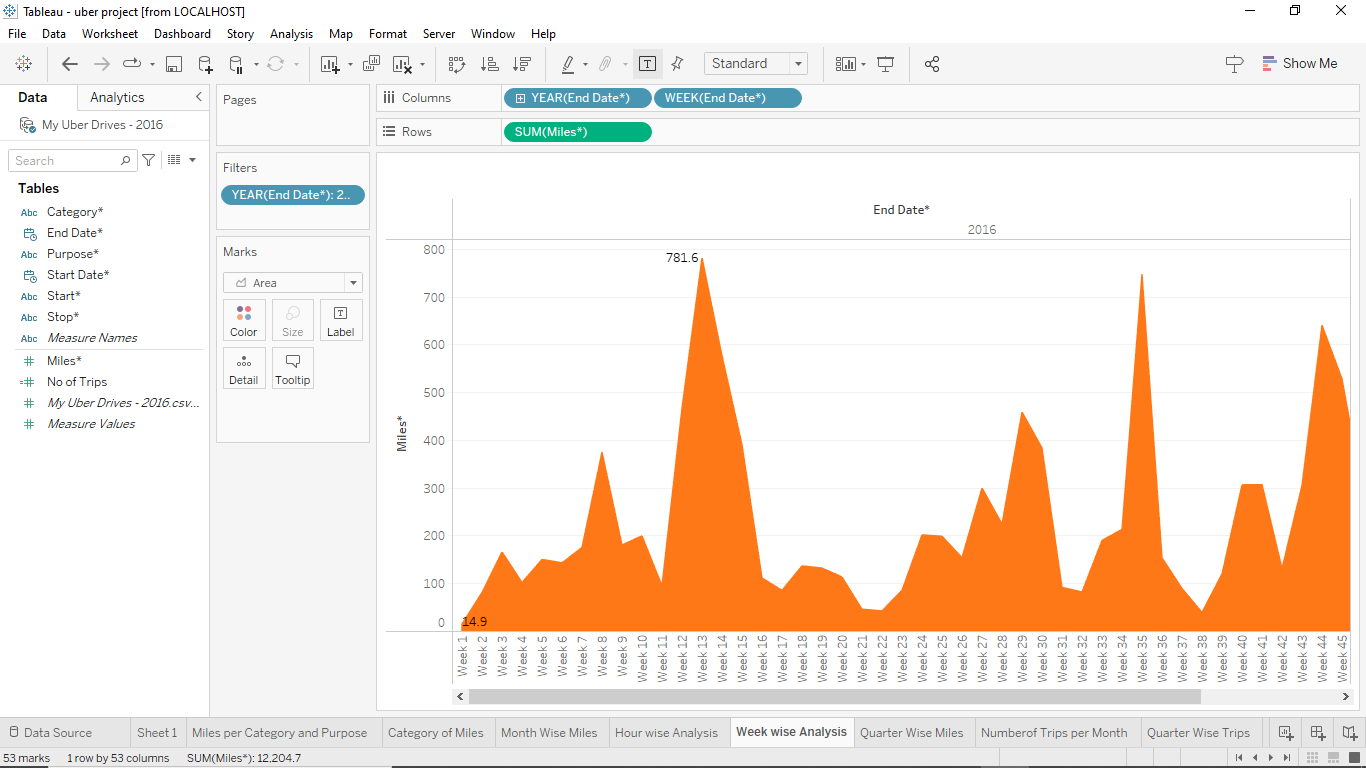 Tableau - uber project [from LOCALHOST]
File Data Worksheet Dashboard Story Analysis Map Format Server Window Help
Standard
Show Me
Data Analytics
My Uber Drives - 2016
Search
Tables
Abc Category*
End Date*
Abc Purpose*
Start Date*
Abc Start*
Abc Stop*
Abc Measure Names
# Miles*
=# No of Trips
# My Uber Drives - 2016.csv...
# Measure Values
Pages
Filters
YEAR(End Date*): 2..
Marks
Area
Color Size Label
Detail Tooltip
Columns YEAR(End Date*) WEEK(End Date*)
Rows SUM(Miles*)
End Date*
2016
Miles*
800
700
600
500
400
300
200
100
0
781.6
14.9
Week 1
Week 2
Week 3
Week 4
Week 5
Week 6
Week 7
Week 8
Week 9
Week 10
Week 11
Week 12
Week 13
Week 14
Week 15
Week 16
Week 17
Week 18
Week 19
Week 20
Week 21
Week 22
Week 23
Week 24
Week 25
Week 26
Week 27
Week 28
Week 29
Week 30
Week 31
Week 32
Week 33
Week 34
Week 35
Week 36
Week 37
Week 38
Week 39
Week 40
Week 41
Week 42
Week 43
Week 44
Week 45
Data Source Sheet 1 Miles per Category and Purpose Category of Miles Month Wise Miles Hour wise Analysis Week wise Analysis Quarter Wise Miles Numberof Trips per Month Quarter Wise Trips
53 marks 1 row by 53 columns SUM(Miles*): 12,204.7